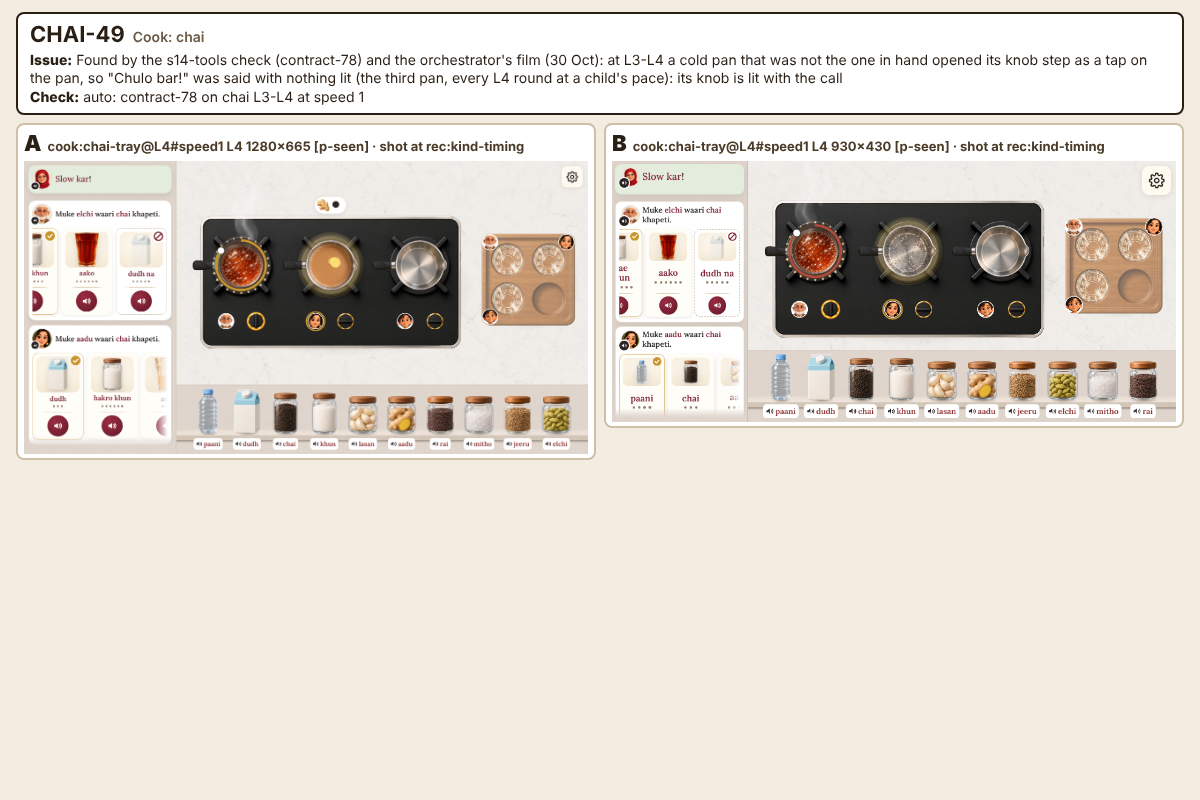 CHAI-49 Cook: chai
Issue: Found by the s14-tools check (contract-78) and the orchestrator's film (30 Oct): at L3-L4 a cold pan that was not the one in hand opened its knob step as a tap on
the pan, so "Chulo bar!" was said with nothing lit (the third pan, every L4 round at a child's pace): its knob is lit with the call
Check: auto: contract-78 on chai L3-L4 at speed 1
A cook:chai-tray@L4#speed1 L4 1280×665 [p-seen] · shot at rec:kind-timing
Slow kar!
Muke elchi waari chai khapeti.
khun aako dudh na
Muke aadu waari chai
khapeti.
dudh hakro khun
paani dudh chai khun lasan aadu rai mitho jeeru elchi
B cook:chai-tray@L4#speed1 L4 930×430 [p-seen] · shot at rec:kind-timing
Slow kar!
Muke elchi waari chai
khapeti.
ae
un
aako dudh na
Muke aadu waari chai
khapeti.
paani chai aa
paani dudh chai khun lasan aadu jeeru elchi mitho rai